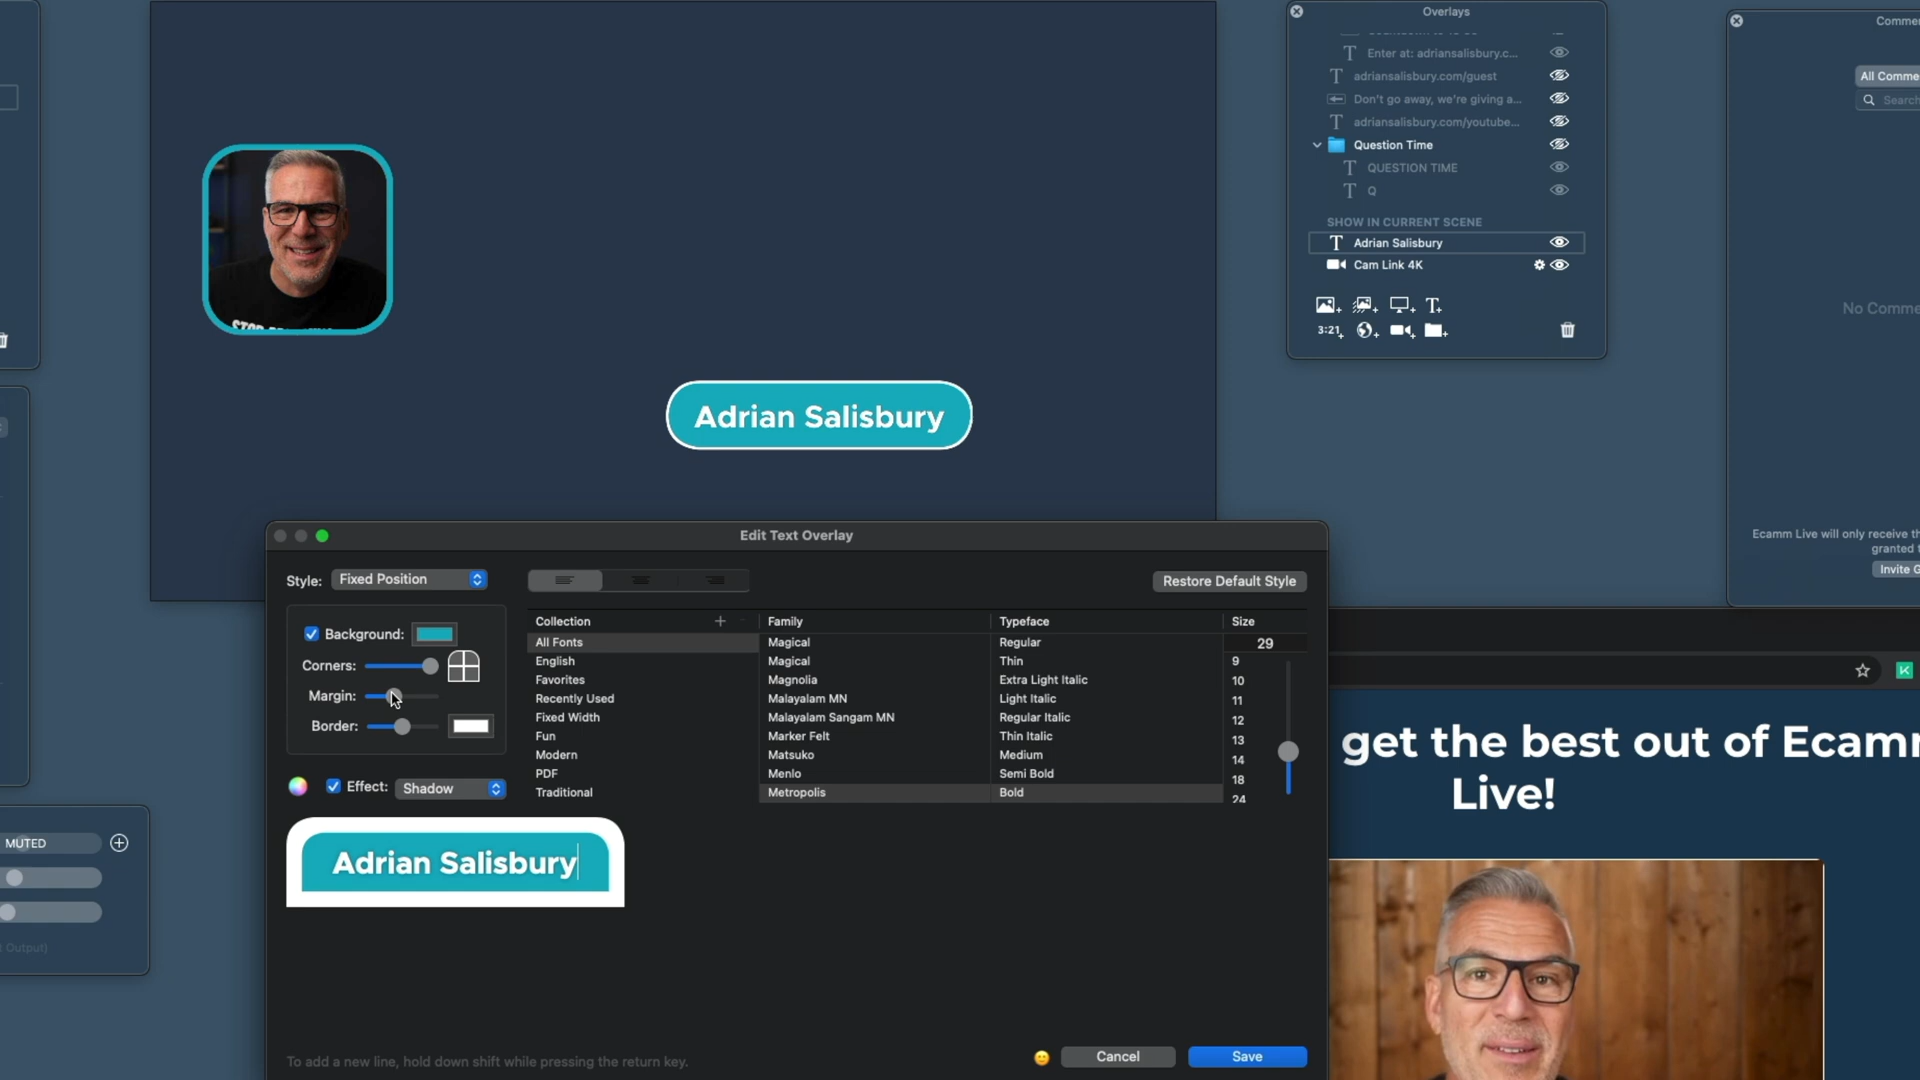 Overlays
Enter at: adriansalisbury.c...
adriansalisbury.com/guest
Don't go away, we're giving a...
adriansalisbury.com/youtube...
Question Time
QUESTION TIME
Q
SHOW IN CURRENT SCENE
Adrian Salisbury
Cam Link 4K
3:21
All Comme
Search
No Comme
Ecamm Live will only receive th
granted t
Invite G
Adrian Salisbury
Edit Text Overlay
Style: Fixed Position
Restore Default Style
Background:
Corners:
Margin:
Border:
Effect: Shadow
Collection
All Fonts
English
Favorites
Recently Used
Fixed Width
Fun
Modern
PDF
Traditional
Family
Magical
Magical
Magnolia
Malayalam MN
Malayalam Sangam MN
Marker Felt
Matsuko
Menlo
Metropolis
Typeface
Regular
Thin
Extra Light Italic
Light Italic
Regular Italic
Thin Italic
Medium
Semi Bold
Bold
Size
29
9
10
11
12
13
14
18
24
Adrian Salisbury
To add a new line, hold down shift while pressing the return key.
Cancel
Save
MUTED
Output)
get the best out of Ecamm
Live!